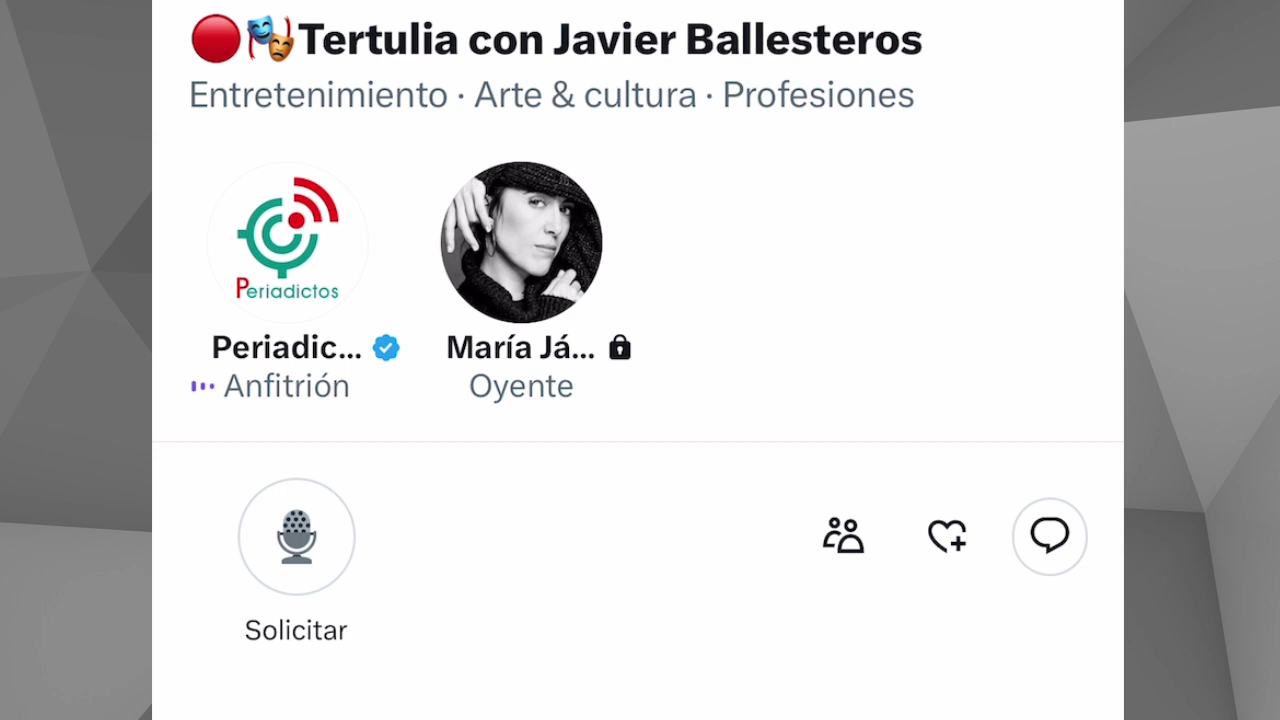 🔴🎭Tertulia con Javier Ballesteros
Entretenimiento · Arte & cultura · Profesiones
Periadictos
Periadic...
María Já...
Anfitrión
Oyente
Solicitar